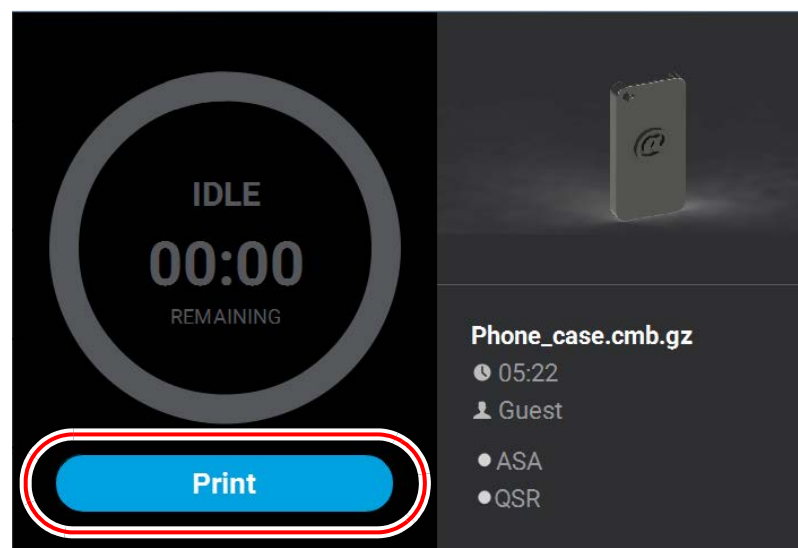 IDLE
00:00
REMAINING
Print
@
Phone_case.cmb.gz
05:22
Guest
ASA
QSR